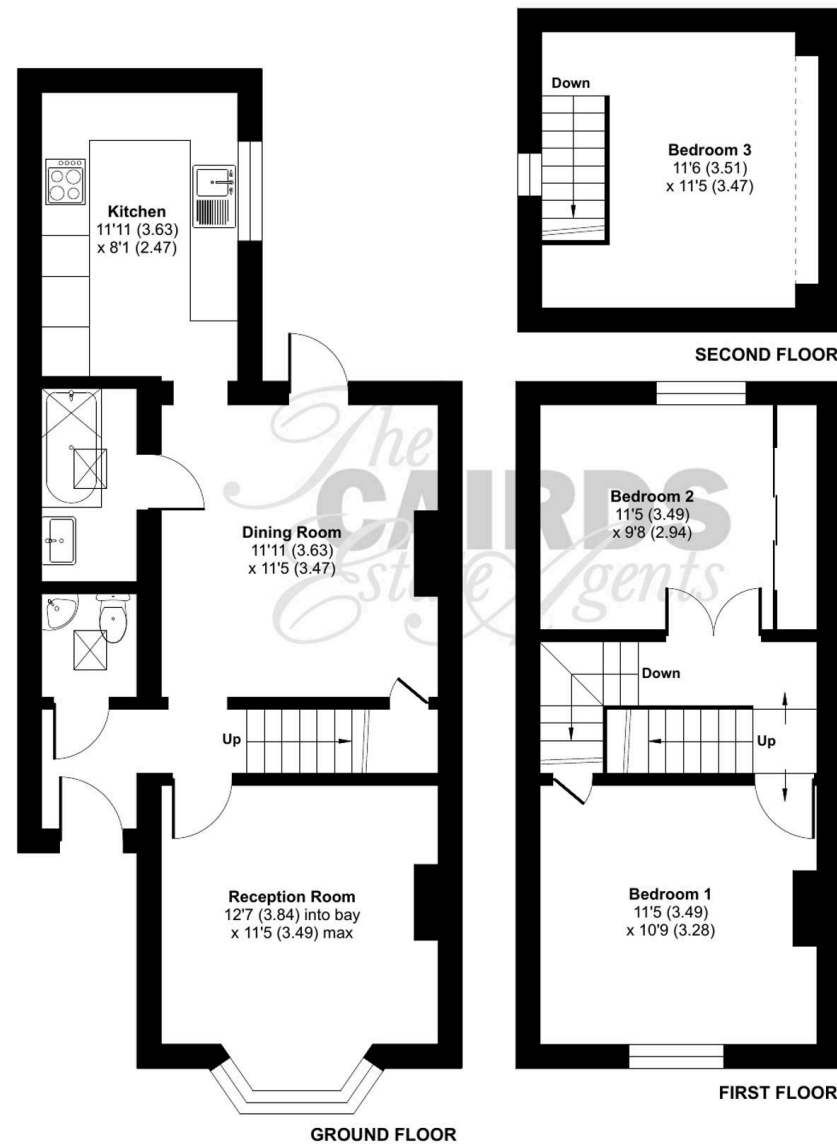 Down
Bedroom 3
11'6 (3.51)
x 11'5 (3.47)
SECOND FLOOR
Kitchen
11'11 (3.63)
x 8'1 (2.47)
The
CAIRDS
Estate Agents
Dining Room
11'11 (3.63)
x 11'5 (3.47)
Bedroom 2
11'5 (3.49)
x 9'8 (2.94)
Down
Up
Up
Reception Room
12'7 (3.84) into bay
x 11'5 (3.49) max
Bedroom 1
11'5 (3.49)
x 10'9 (3.28)
FIRST FLOOR
GROUND FLOOR